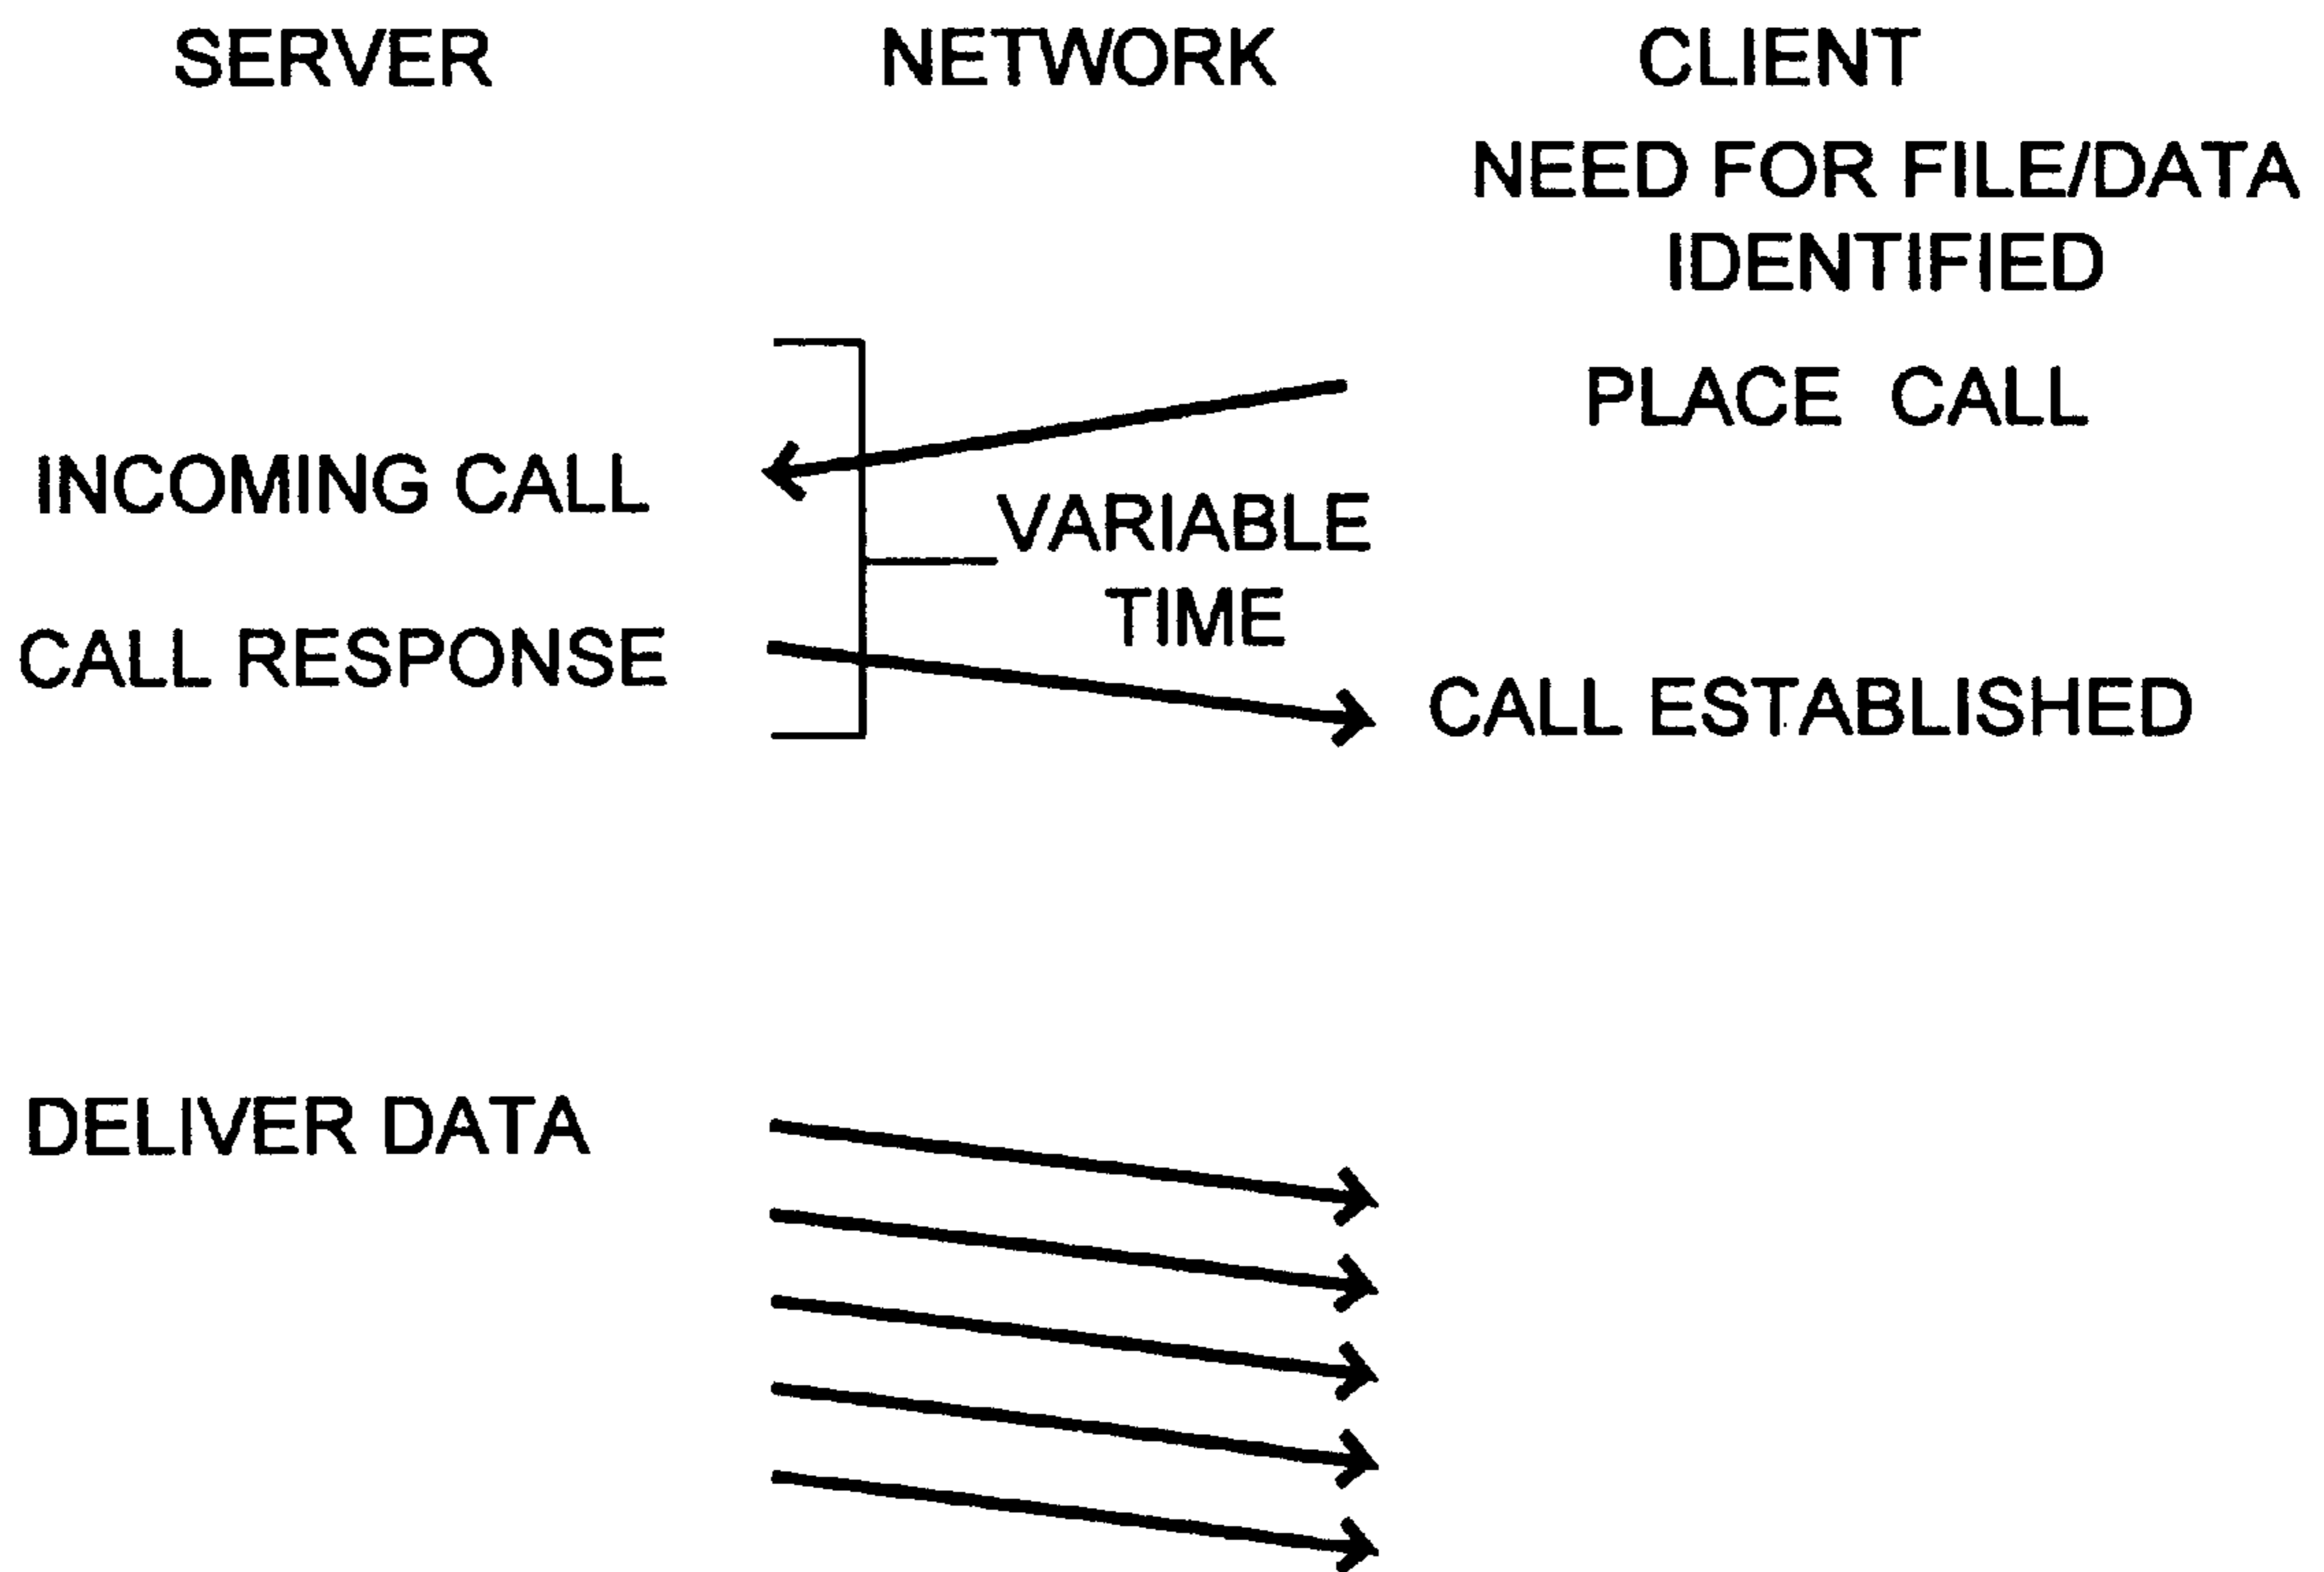 SERVER NETWORK CLIENT
NEED FOR FILE/DATA
IDENTIFIED
PLACE CALL
INCOMING CALL
VARIABLE
TIME
CALL RESPONSE
CALL ESTABLISHED
DELIVER DATA